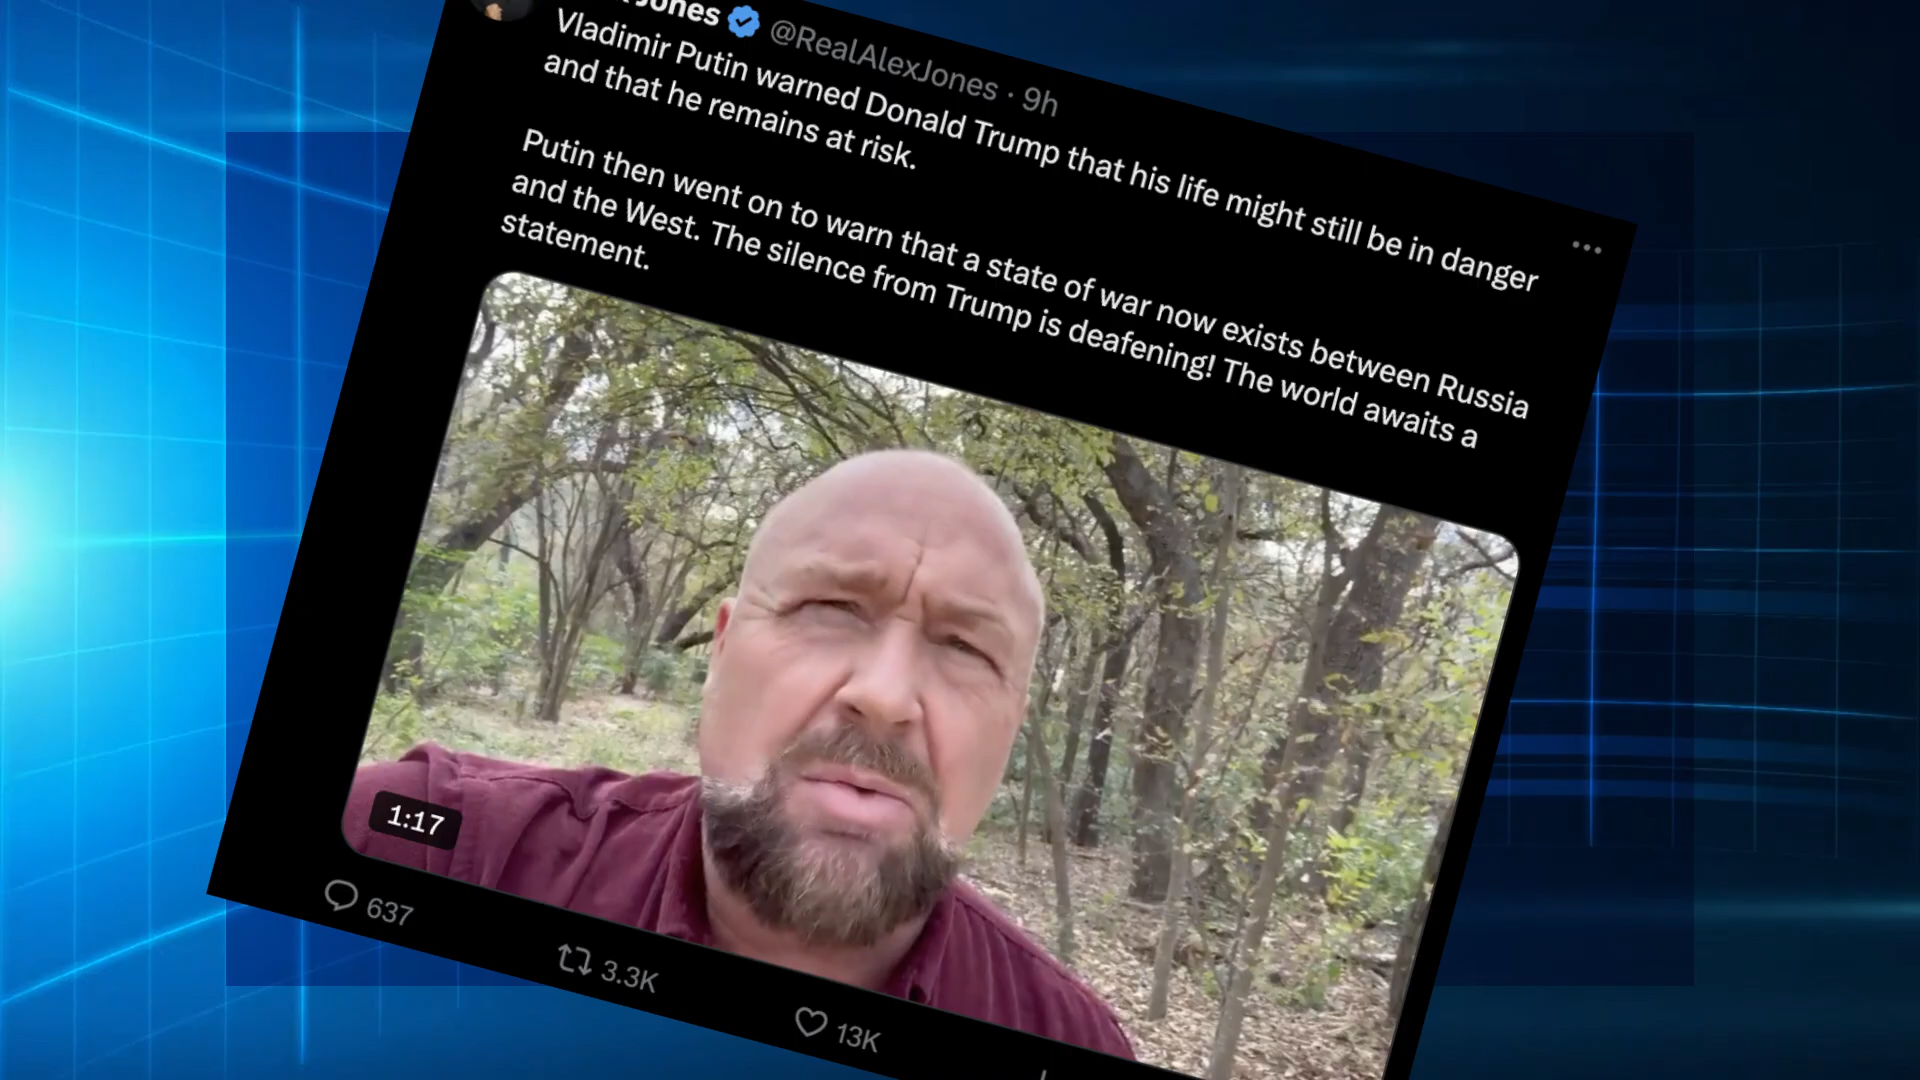 Jones @RealAlexJones · 9h
Vladimir Putin warned Donald Trump that his life might still be in danger
and that he remains at risk.
Putin then went on to warn that a state of war now exists between Russia
and the West. The silence from Trump is deafening! The world awaits a
statement.
1:17
637 3.3K 13K